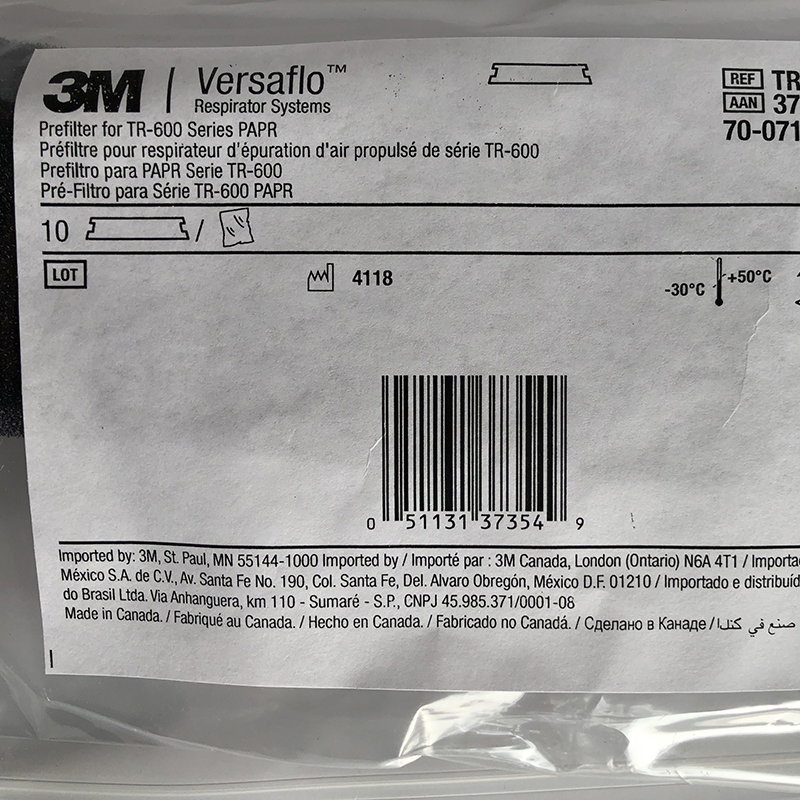 3M | Versaflo™
Respirator Systems
REF TR
AAN 37
70-071
Prefilter for TR-600 Series PAPR
Préfiltre pour respirateur d'épuration d'air propulsé de série TR-600
Prefiltro para PAPR Serie TR-600
Pré-Filtro para Série TR-600 PAPR
10 /
LOT 4118 -30°C +50°C
0 51131 37354 9
Imported by: 3M, St. Paul, MN 55144-1000 Imported by / Importé par : 3M Canada, London (Ontario) N6A 4T1 / Importa
México S.A. de C.V., Av. Santa Fe No. 190, Col. Santa Fe, Del. Alvaro Obregón, México D.F. 01210 / Importado e distribuíd
do Brasil Ltda. Via Anhanguera, km 110 - Sumaré - S.P., CNPJ 45.985.371/0001-08
Made in Canada. / Fabriqué au Canada. / Hecho en Canada. / Fabricado no Canadá. / Сделано в Канаде / صنع في كندا